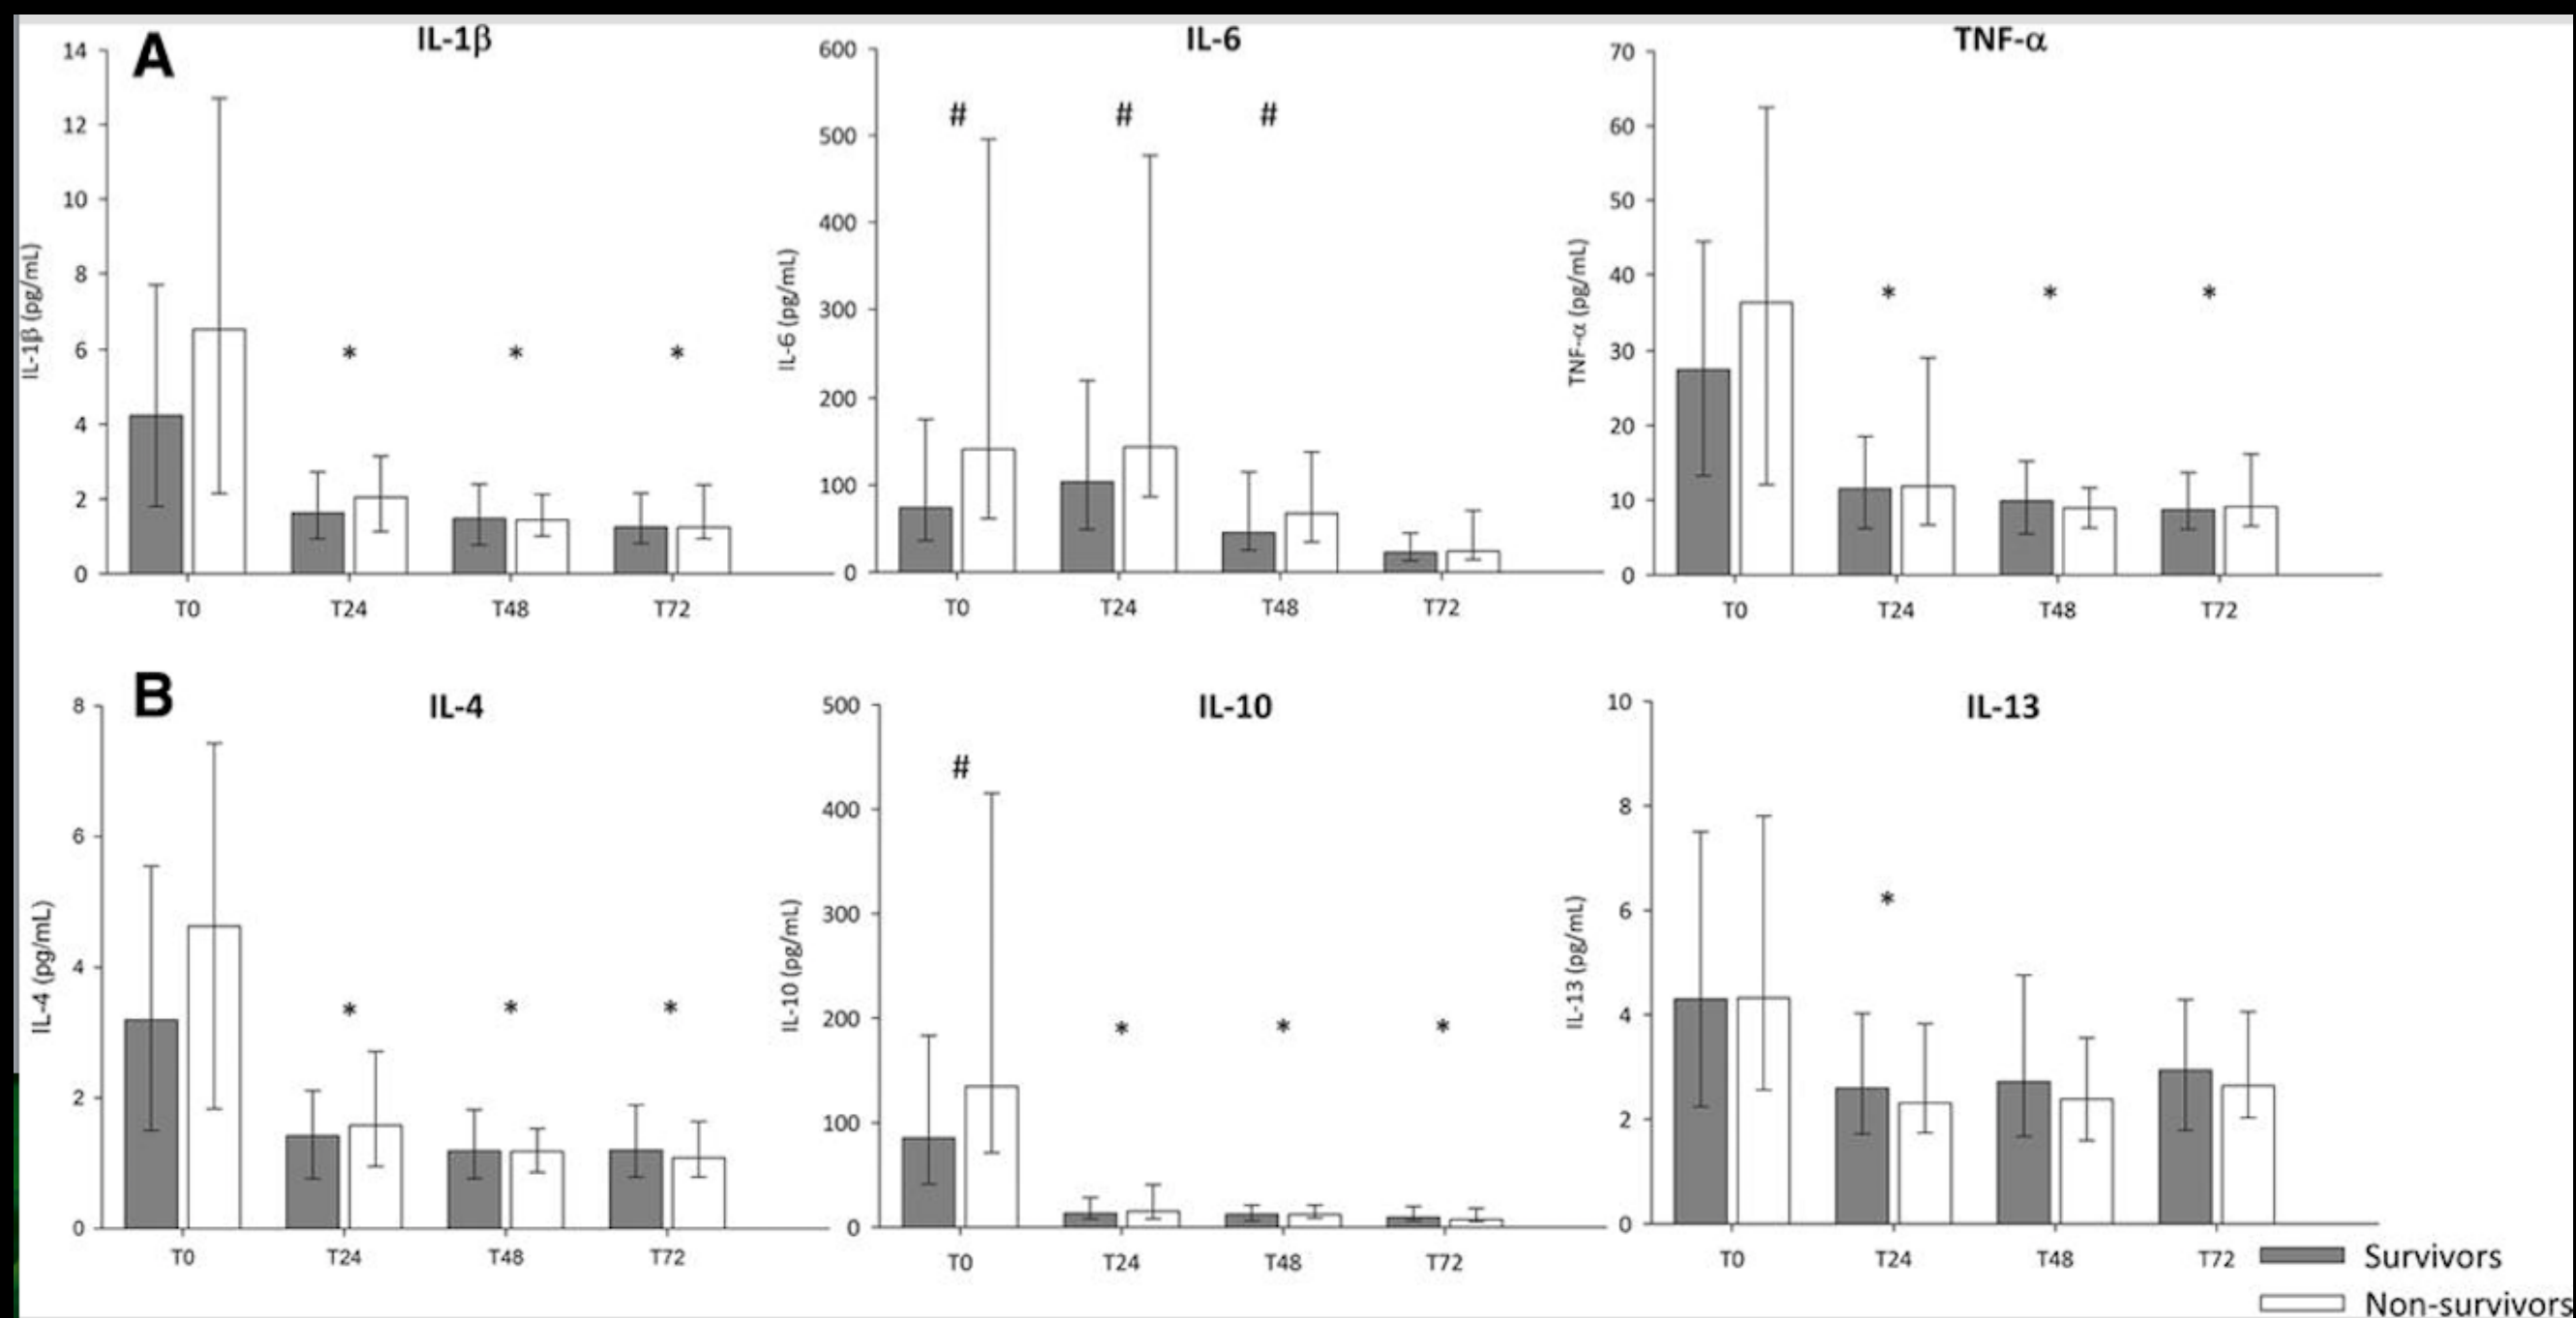 A
IL-1β
14
12
10
8
6
4
2
0
IL-1β (pg/mL)
*
*
*
T0
T24
T48
T72
IL-6
600
500
400
300
200
100
0
IL-6 (pg/mL)
#
#
#
T0
T24
T48
T72
TNF-α
70
60
50
40
30
20
10
0
TNF-α (pg/mL)
*
*
*
T0
T24
T48
T72
B
IL-4
8
6
4
2
0
IL-4 (pg/mL)
*
*
*
T0
T24
T48
T72
IL-10
500
400
300
200
100
0
IL-10 (pg/mL)
#
*
*
*
T0
T24
T48
T72
IL-13
10
8
6
4
2
0
IL-13 (pg/mL)
*
T0
T24
T48
T72
Survivors
Non-survivors